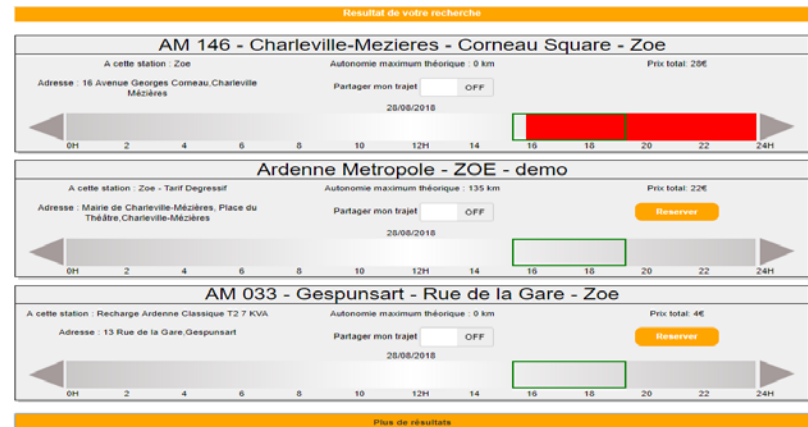 Resultat de votre recherche
AM 146 - Charleville-Mezieres - Corneau Square - Zoe
A cette station : Zoe
Autonomie maximum théorique : 0 km
Prix total: 28€
Adresse : 16 Avenue Georges Corneau,Charleville
Mézières
Partager mon trajet
OFF
28/08/2018
0H 2 4 6 8 10 12H 14 16 18 20 22 24H
Ardenne Metropole - ZOE - demo
A cette station : Zoe - Tarif Degressif
Autonomie maximum théorique : 135 km
Prix total: 22€
Adresse : Mairie de Charleville-Mézières, Place du
Théâtre,Charleville-Mézières
Partager mon trajet
OFF
Reserver
28/08/2018
0H 2 4 6 8 10 12H 14 16 18 20 22 24H
AM 033 - Gespunsart - Rue de la Gare - Zoe
A cette station : Recharge Ardenne Classique T2 7 KVA
Autonomie maximum théorique : 0 km
Prix total: 4€
Adresse : 13 Rue de la Gare,Gespunsart
Partager mon trajet
OFF
Reserver
28/08/2018
0H 2 4 6 8 10 12H 14 16 18 20 22 24H
Plus de résultats